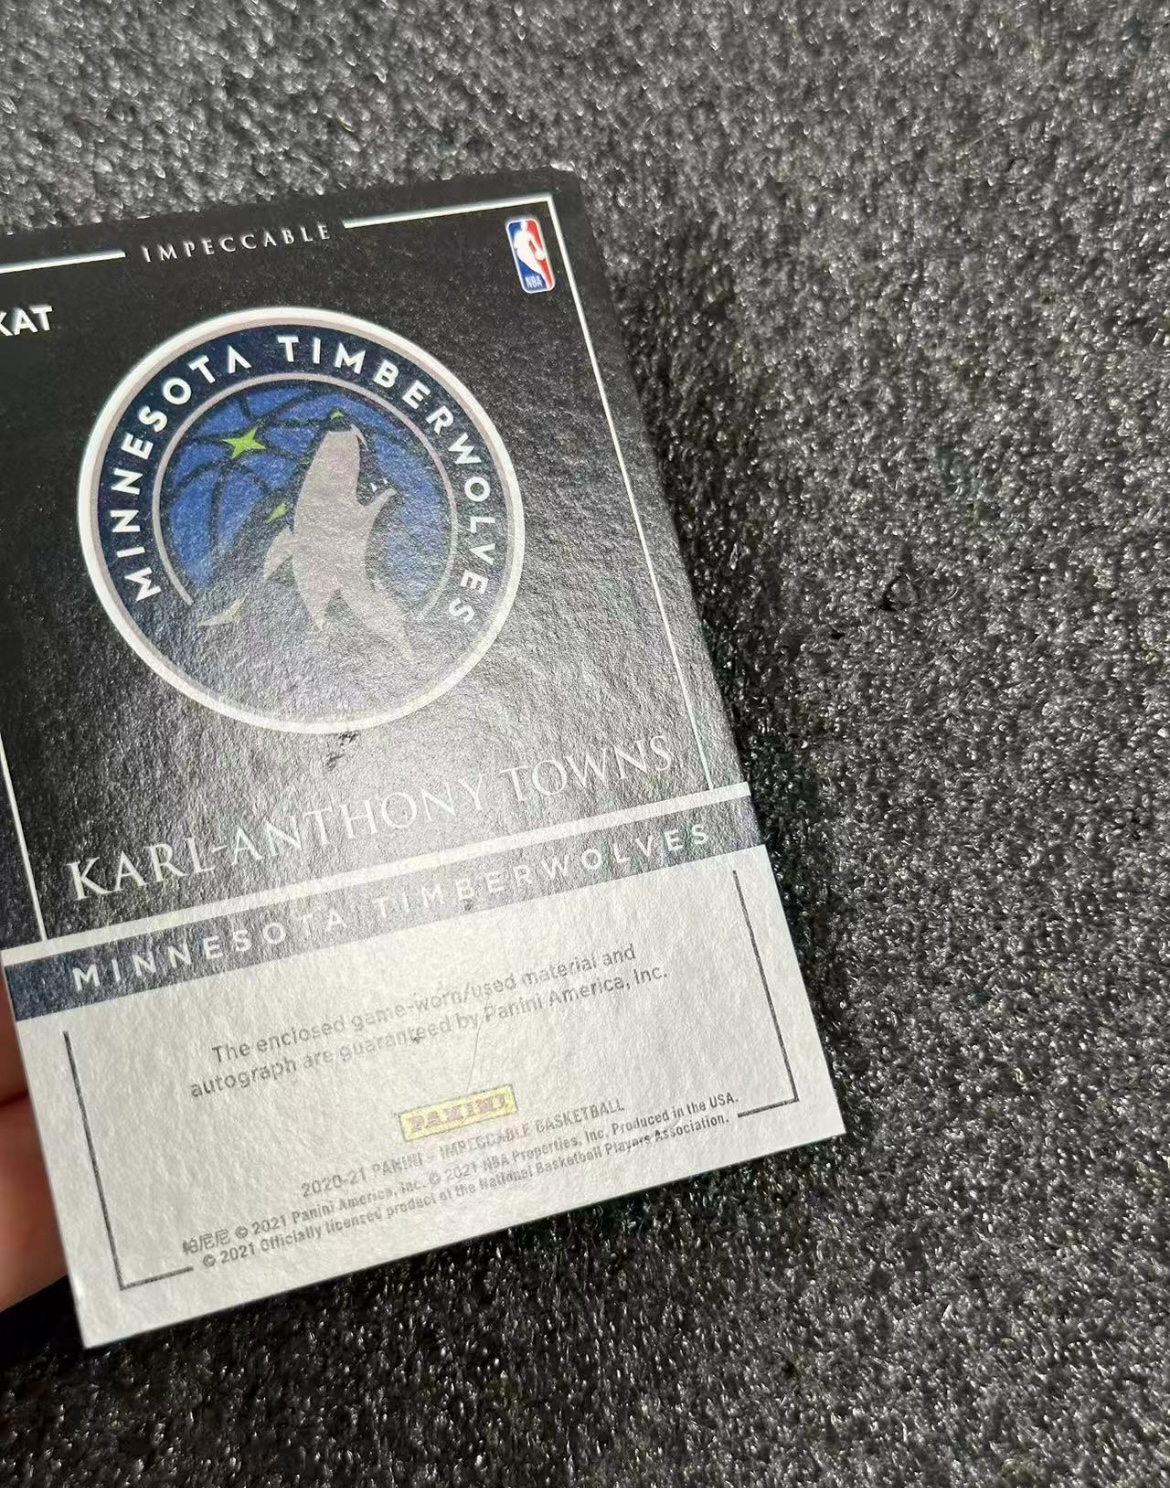 IMPECCABLE
NBA
KAT
MINNESOTA TIMBERWOLVES
KARL-ANTHONY TOWNS
MINNESOTA TIMBERWOLVES
The enclosed game-worn/used material and
autograph are guaranteed by Panini America, Inc.
PANINI
2020-21 PANINI – IMPECCABLE BASKETBALL
帕尼尼 © 2021 Panini America, Inc. © 2021 NBA Properties, Inc. Produced in the USA.
© 2021 Officially licensed product of the National Basketball Players Association.